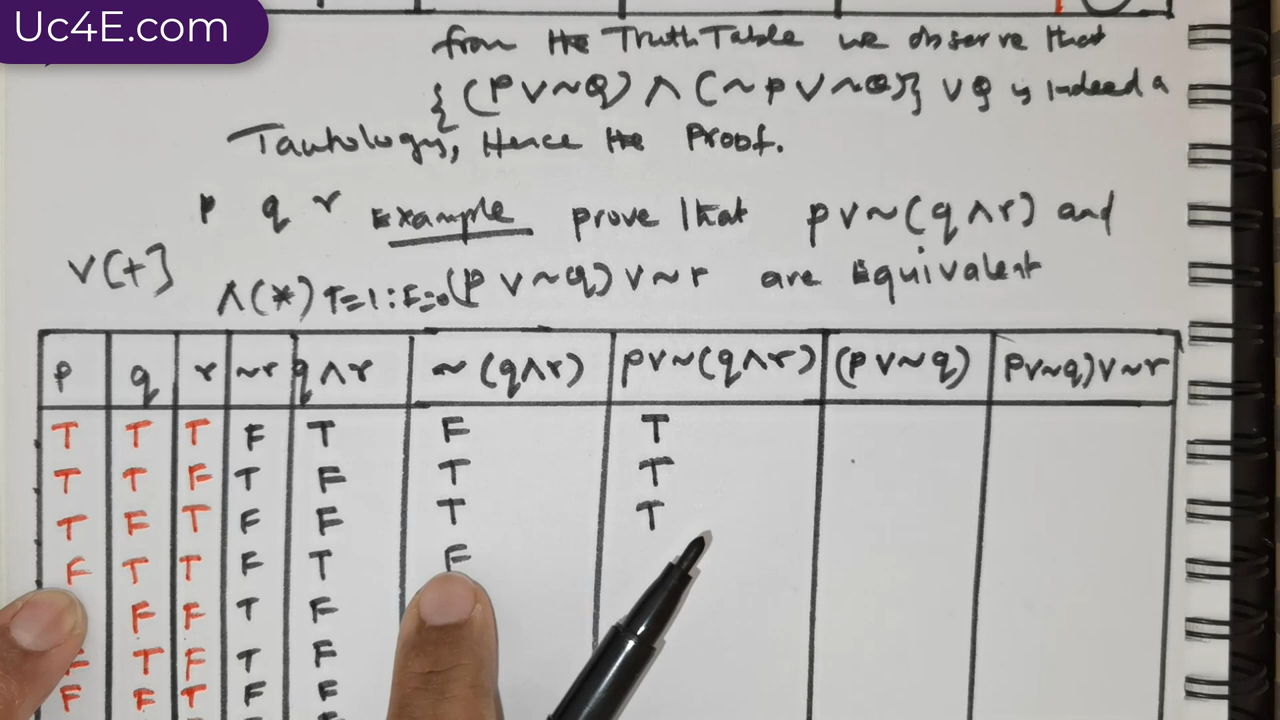 Uc4E.com
from the Truth Table we observe that
{(P∨~Q) ∧ (~P∨~Q)} ∨ Q is indeed a
Tautology, Hence the Proof.
p q r Example prove that p∨~(q∧r) and
∨[+] ∧(*) T=1:F=0 (p∨~q)∨~r are Equivalent
p q r ~r q∧r ~(q∧r) p∨~(q∧r) (p∨~q) p∨~q)∨~r
T T T F T F T
T T F T F T T
T F T F F T T
F T T F T F
F F T F
F T F T F
F F T F F